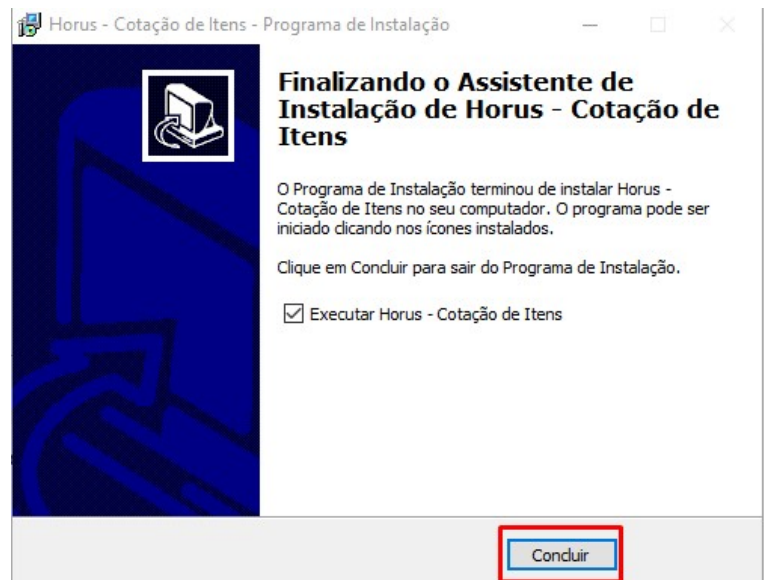 Horus - Cotação de Itens - Programa de Instalação
Finalizando o Assistente de
Instalação de Horus - Cotação de
Itens
O Programa de Instalação terminou de instalar Horus -
Cotação de Itens no seu computador. O programa pode ser
iniciado clicando nos ícones instalados.
Clique em Concluir para sair do Programa de Instalação.
Executar Horus - Cotação de Itens
Concluir